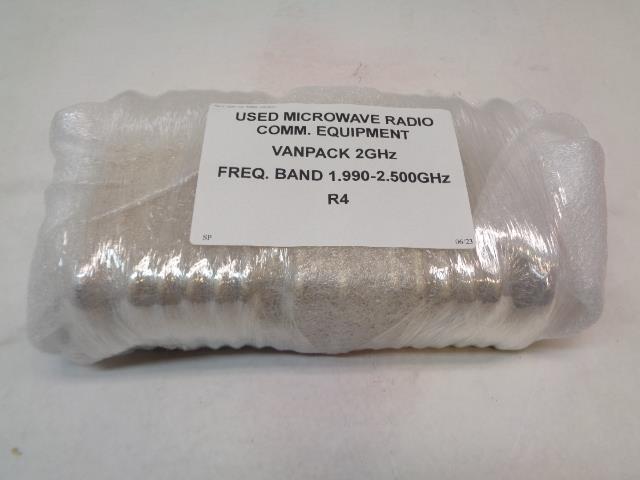 USED MICROWAVE RADIO
COMM. EQUIPMENT
VANPACK 2GHz
FREQ. BAND 1.990-2.500GHz
R4
SP
06/23